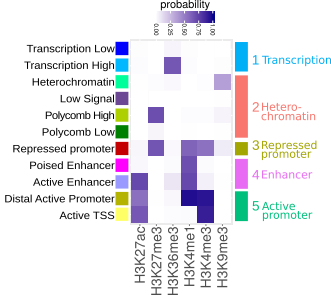 probability
0.00 0.25 0.50 0.75 1.00
Transcription Low
Transcription High
Heterochromatin
Low Signal
Polycomb High
Polycomb Low
Repressed promoter
Poised Enhancer
Active Enhancer
Distal Active Promoter
Active TSS
1 Transcription
2 Hetero-
chromatin
3 Repressed
promoter
4 Enhancer
5 Active
promoter
H3K27ac
H3K27me3
H3K36me3
H3K4me1
H3K4me3
H3K9me3